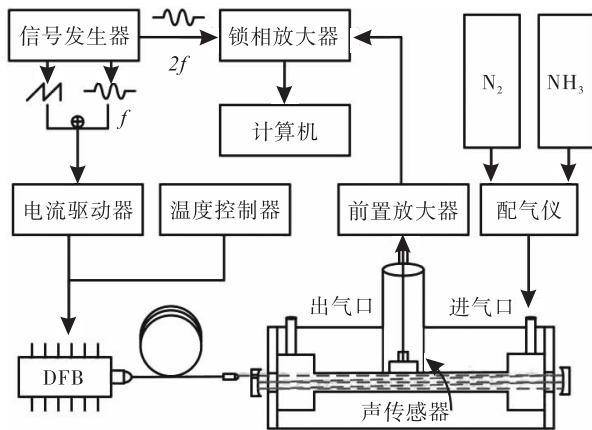 信号发生器
2f
锁相放大器
N2
NH3
f
计算机
电流驱动器
温度控制器
前置放大器
配气仪
出气口
进气口
DFB
声传感器